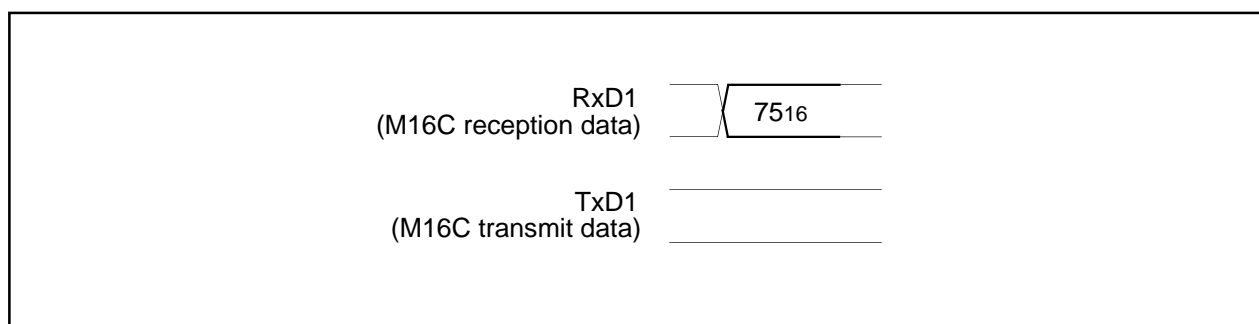 RxD1
(M16C reception data)
7516
TxD1
(M16C transmit data)